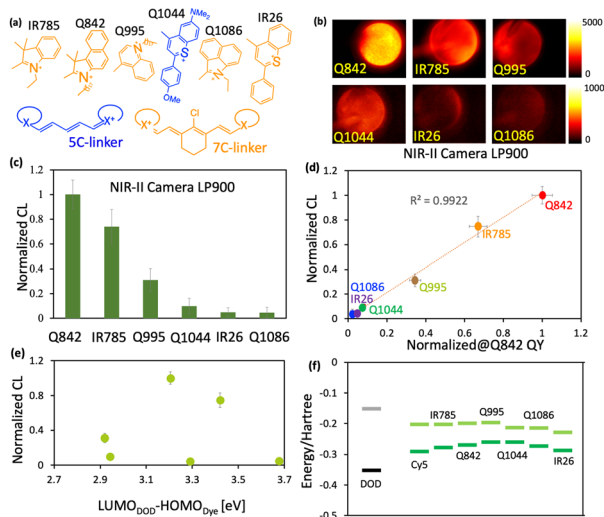 (a)
IR785
Q842
Q995
Q1044
Q1086
IR26
NMe2
OMe
Cl
5C-linker
7C-linker
(b)
Q842
IR785
Q995
5000
0
Q1044
IR26
Q1086
1000
0
NIR-II Camera LP900
(c)
NIR-II Camera LP900
Normalized CL
1.2
1
0.8
0.6
0.4
0.2
0
Q842 IR785 Q995 Q1044 IR26 Q1086
(d)
Normalized CL
1.2
1
0.8
0.6
0.4
0.2
0
R² = 0.9922
Q842
IR785
Q995
Q1086
IR26
Q1044
0 0.2 0.4 0.6 0.8 1 1.2
Normalized@Q842 QY
(e)
Normalized CL
1.2
0.8
0.4
0
2.7 2.9 3.1 3.3 3.5 3.7
LUMODOD-HOMODye [eV]
(f)
Energy/Hartree
0
-0.1
-0.2
-0.3
-0.4
-0.5
IR785
Q995
Q1086
DOD
Cy5
Q842
Q1044
IR26